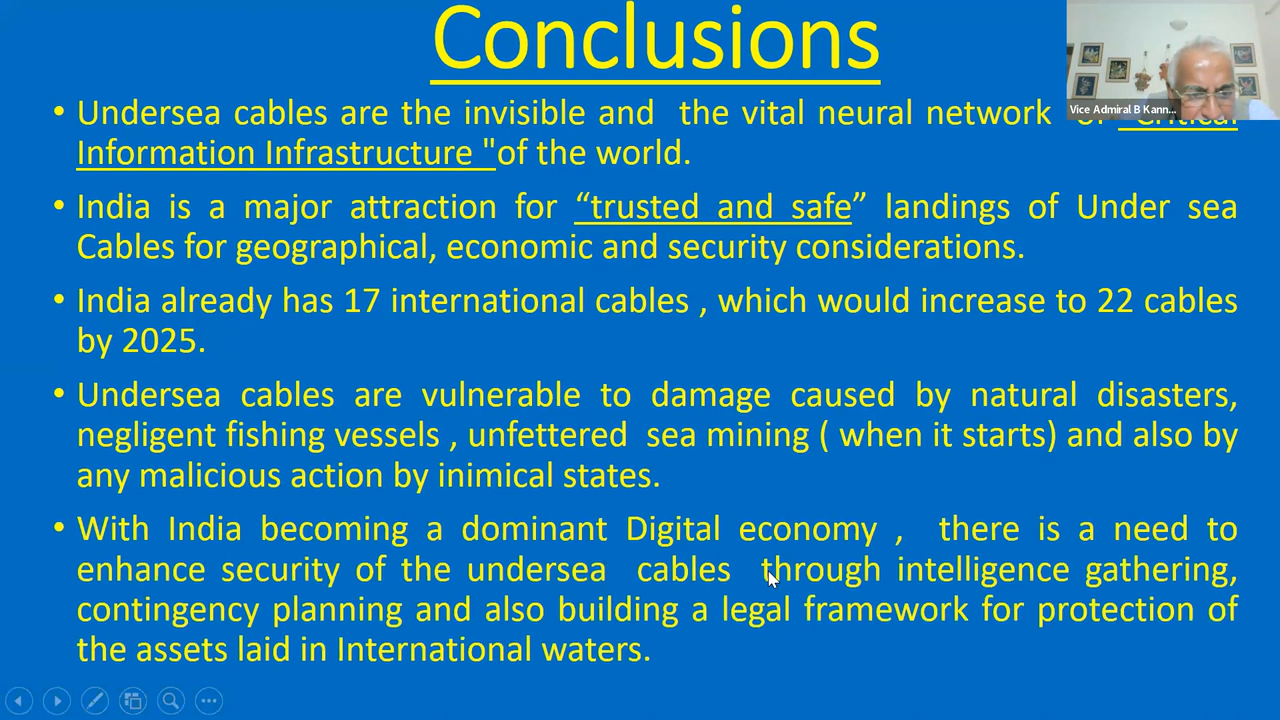 Conclusions
• Undersea cables are the invisible and the vital neural network
Information Infrastructure "of the world.
• India is a major attraction for “trusted and safe” landings of Under sea
Cables for geographical, economic and security considerations.
• India already has 17 international cables , which would increase to 22 cables
by 2025.
• Undersea cables are vulnerable to damage caused by natural disasters,
negligent fishing vessels , unfettered sea mining ( when it starts) and also by
any malicious action by inimical states.
• With India becoming a dominant Digital economy , there is a need to
enhance security of the undersea cables through intelligence gathering,
contingency planning and also building a legal framework for protection of
the assets laid in International waters.
Vice Admiral B Kann...